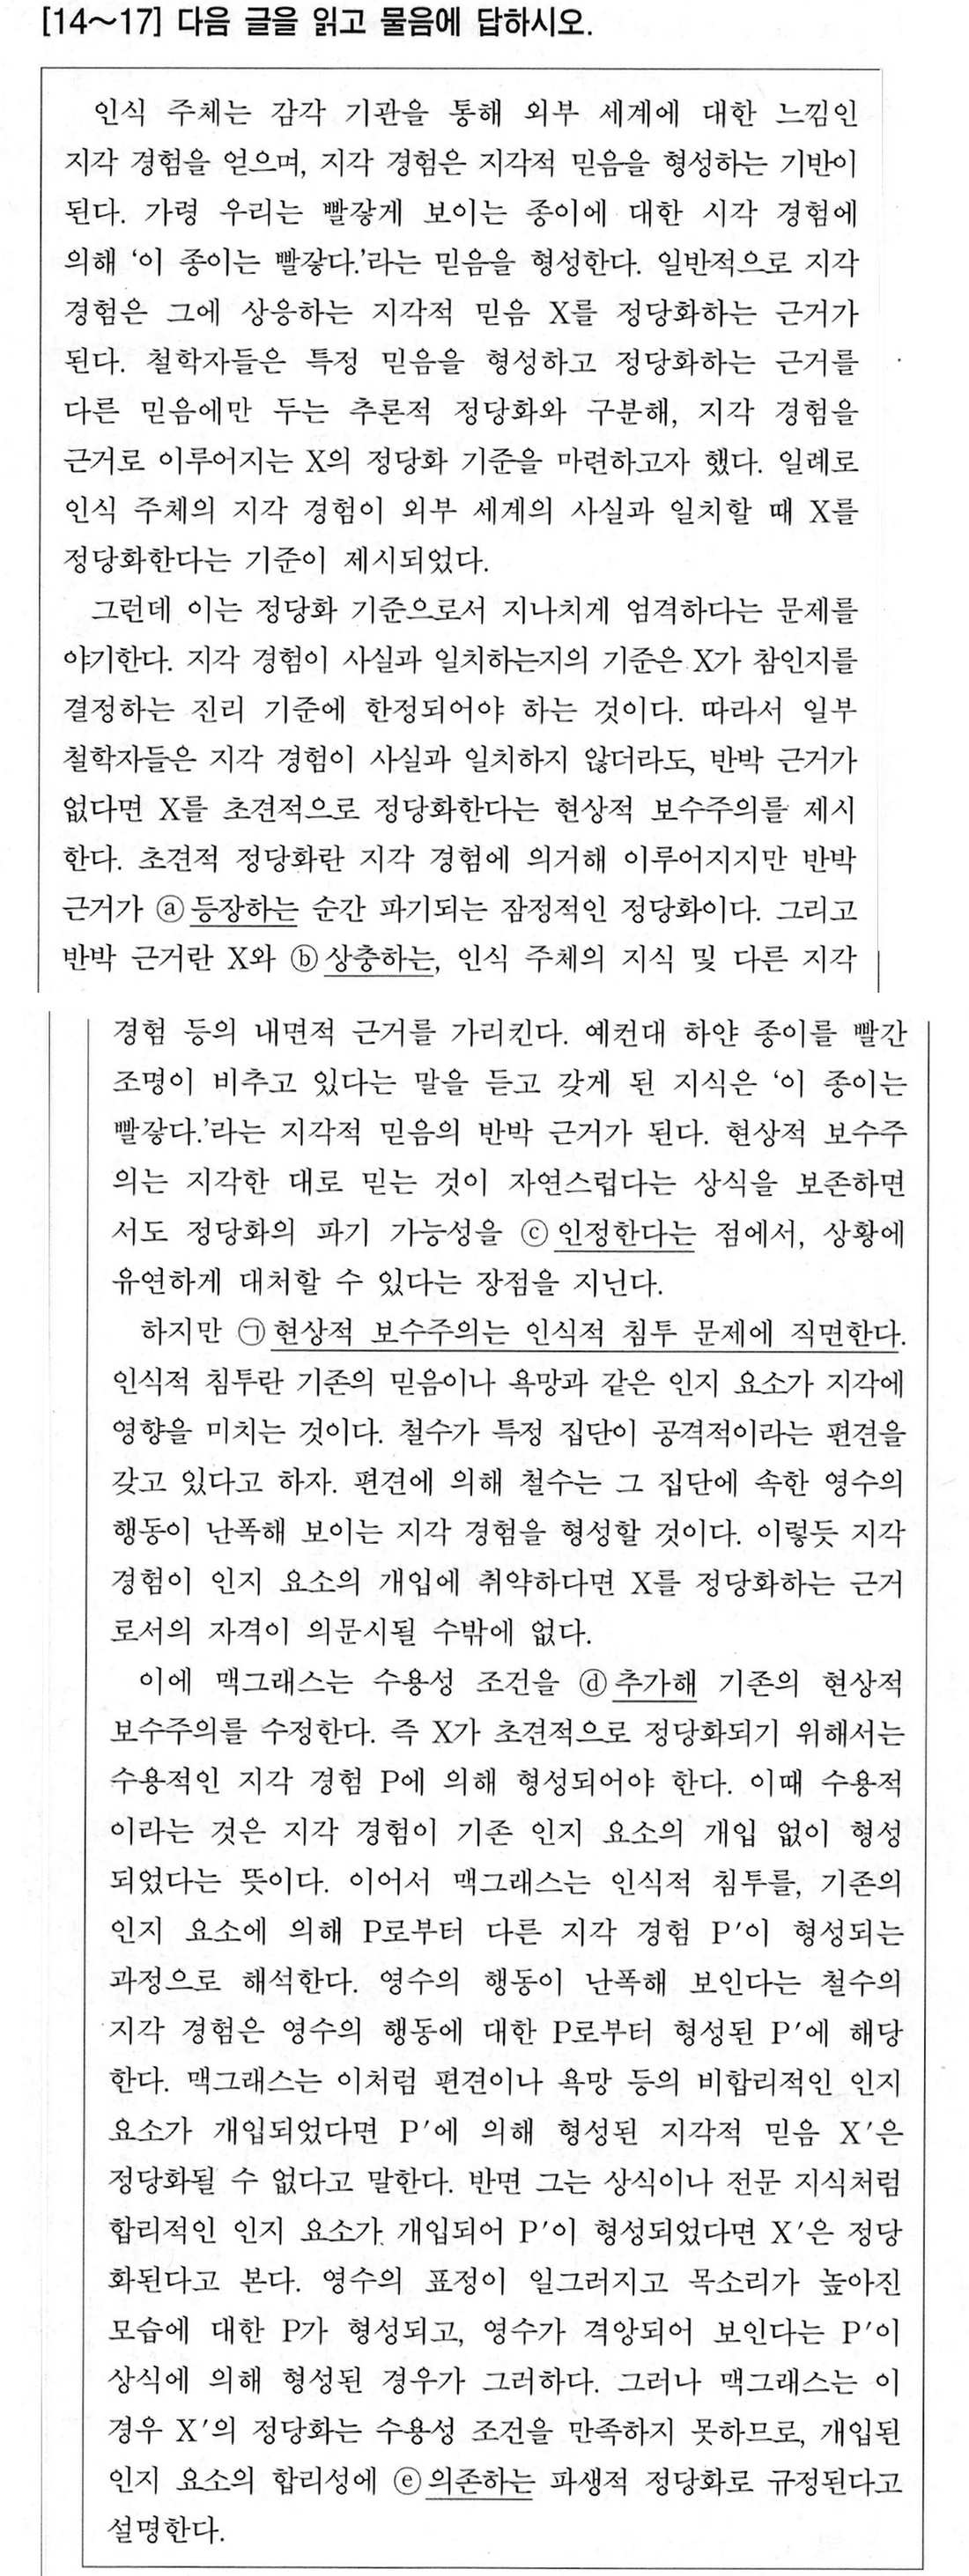 [14～17] 다음 글을 읽고 물음에 답하시오.
인식 주체는 감각 기관을 통해 외부 세계에 대한 느낌인
지각 경험을 얻으며, 지각 경험은 지각적 믿음을 형성하는 기반이
된다. 가령 우리는 빨갛게 보이는 종이에 대한 시각 경험에
의해 ‘이 종이는 빨갛다.’라는 믿음을 형성한다. 일반적으로 지각
경험은 그에 상응하는 지각적 믿음 X를 정당화하는 근거가
된다. 철학자들은 특정 믿음을 형성하고 정당화하는 근거를
다른 믿음에만 두는 추론적 정당화와 구분해, 지각 경험을
근거로 이루어지는 X의 정당화 기준을 마련하고자 했다. 일례로
인식 주체의 지각 경험이 외부 세계의 사실과 일치할 때 X를
정당화한다는 기준이 제시되었다.
그런데 이는 정당화 기준으로서 지나치게 엄격하다는 문제를
야기한다. 지각 경험이 사실과 일치하는지의 기준은 X가 참인지를
결정하는 진리 기준에 한정되어야 하는 것이다. 따라서 일부
철학자들은 지각 경험이 사실과 일치하지 않더라도, 반박 근거가
없다면 X를 초견적으로 정당화한다는 현상적 보수주의를 제시
한다. 초견적 정당화란 지각 경험에 의거해 이루어지지만 반박
근거가 ⓐ등장하는 순간 파기되는 잠정적인 정당화이다. 그리고
반박 근거란 X와 ⓑ상충하는, 인식 주체의 지식 및 다른 지각
경험 등의 내면적 근거를 가리킨다. 예컨대 하얀 종이를 빨간
조명이 비추고 있다는 말을 듣고 갖게 된 지식은 ‘이 종이는
빨갛다.’라는 지각적 믿음의 반박 근거가 된다. 현상적 보수주
의는 지각한 대로 믿는 것이 자연스럽다는 상식을 보존하면
서도 정당화의 파기 가능성을 ⓒ인정한다는 점에서, 상황에
유연하게 대처할 수 있다는 장점을 지닌다.
하지만 ㉠현상적 보수주의는 인식적 침투 문제에 직면한다.
인식적 침투란 기존의 믿음이나 욕망과 같은 인지 요소가 지각에
영향을 미치는 것이다. 철수가 특정 집단이 공격적이라는 편견을
갖고 있다고 하자. 편견에 의해 철수는 그 집단에 속한 영수의
행동이 난폭해 보이는 지각 경험을 형성할 것이다. 이렇듯 지각
경험이 인지 요소의 개입에 취약하다면 X를 정당화하는 근거
로서의 자격이 의문시될 수밖에 없다.
이에 맥그래스는 수용성 조건을 ⓓ추가해 기존의 현상적
보수주의를 수정한다. 즉 X가 초견적으로 정당화되기 위해서는
수용적인 지각 경험 P에 의해 형성되어야 한다. 이때 수용적
이라는 것은 지각 경험이 기존 인지 요소의 개입 없이 형성
되었다는 뜻이다. 이어서 맥그래스는 인식적 침투를, 기존의
인지 요소에 의해 P로부터 다른 지각 경험 P′이 형성되는
과정으로 해석한다. 영수의 행동이 난폭해 보인다는 철수의
지각 경험은 영수의 행동에 대한 P로부터 형성된 P′에 해당
한다. 맥그래스는 이처럼 편견이나 욕망 등의 비합리적인 인지
요소가 개입되었다면 P′에 의해 형성된 지각적 믿음 X′은
정당화될 수 없다고 말한다. 반면 그는 상식이나 전문 지식처럼
합리적인 인지 요소가 개입되어 P′이 형성되었다면 X′은 정당
화된다고 본다. 영수의 표정이 일그러지고 목소리가 높아진
모습에 대한 P가 형성되고, 영수가 격앙되어 보인다는 P′이
상식에 의해 형성된 경우가 그러하다. 그러나 맥그래스는 이
경우 X′의 정당화는 수용성 조건을 만족하지 못하므로, 개입된
인지 요소의 합리성에 ⓔ의존하는 파생적 정당화로 규정된다고
설명한다.